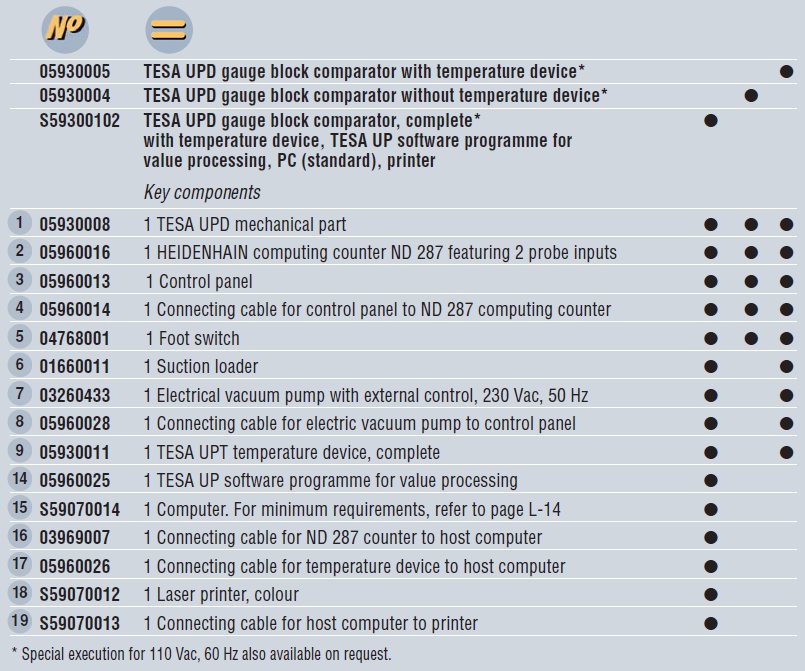 Nº =
05930005 TESA UPD gauge block comparator with temperature device* ●
05930004 TESA UPD gauge block comparator without temperature device* ●
S59300102 TESA UPD gauge block comparator, complete* ●
with temperature device, TESA UP software programme for
value processing, PC (standard), printer
Key components
1 05930008 1 TESA UPD mechanical part ● ● ●
2 05960016 1 HEIDENHAIN computing counter ND 287 featuring 2 probe inputs ● ● ●
3 05960013 1 Control panel ● ● ●
4 05960014 1 Connecting cable for control panel to ND 287 computing counter ● ● ●
5 04768001 1 Foot switch ● ● ●
6 01660011 1 Suction loader ● ●
7 03260433 1 Electrical vacuum pump with external control, 230 Vac, 50 Hz ● ●
8 05960028 1 Connecting cable for electric vacuum pump to control panel ● ●
9 05930011 1 TESA UPT temperature device, complete ● ●
14 05960025 1 TESA UP software programme for value processing ●
15 S59070014 1 Computer. For minimum requirements, refer to page L-14 ●
16 03969007 1 Connecting cable for ND 287 counter to host computer ●
17 05960026 1 Connecting cable for temperature device to host computer ●
18 S59070012 1 Laser printer, colour ●
19 S59070013 1 Connecting cable for host computer to printer ●
* Special execution for 110 Vac, 60 Hz also available on request.